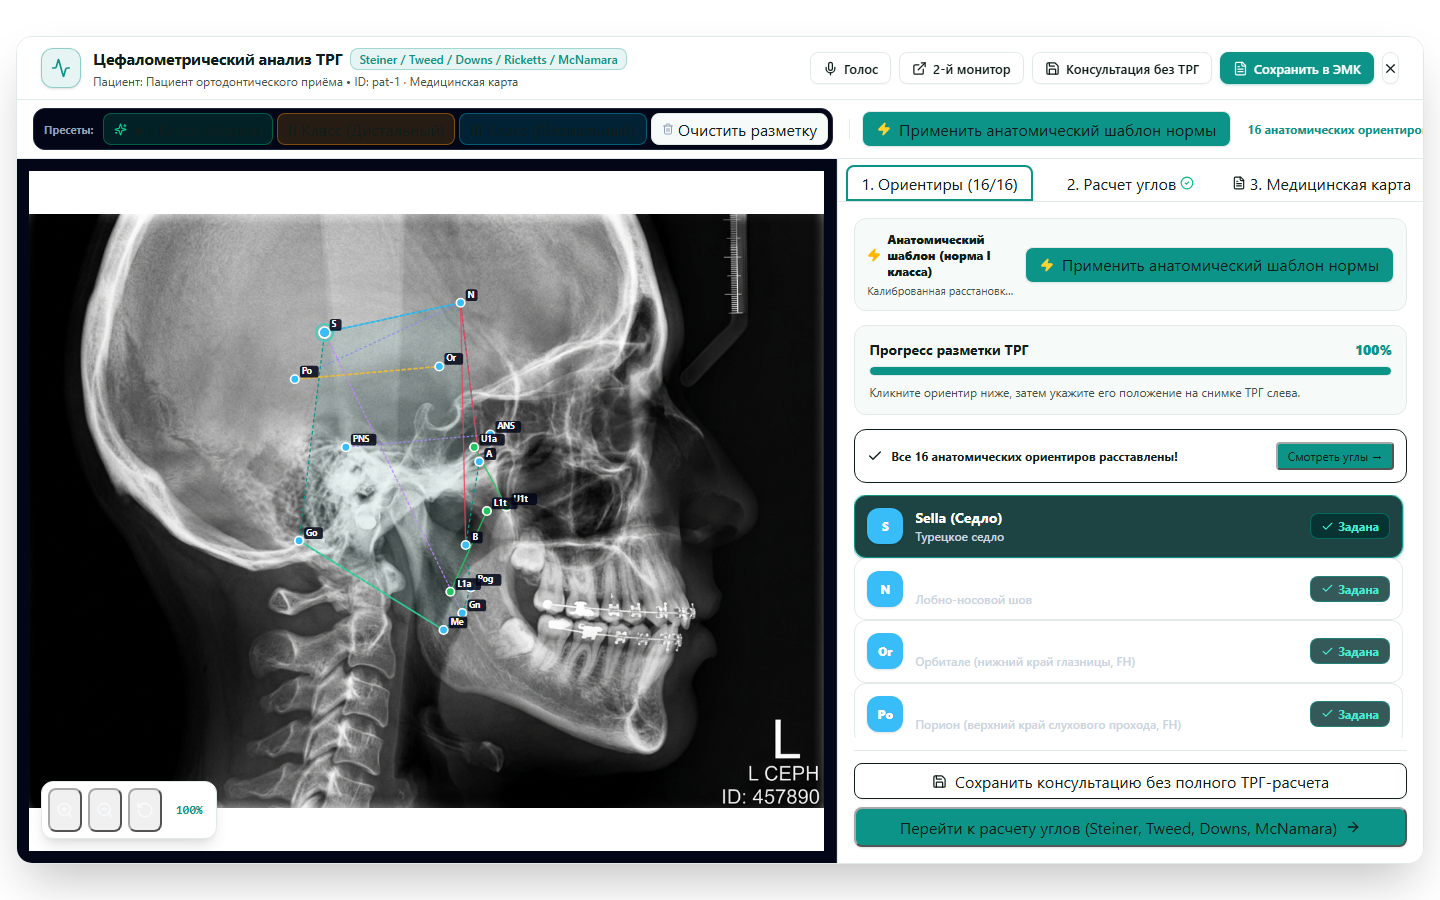 Цефалометрический анализ ТРГ
Steiner / Tweed / Downs / Ricketts / McNamara
Пациент: Пациент ортодонтического приёма • ID: pat-1 · Медицинская карта
Голос
2-й монитор
Консультация без ТРГ
Сохранить в ЭМК
Пресеты:
II Класс (Дистальный)
Очистить разметку
Применить анатомический шаблон нормы
16 анатомических ориентиро
1. Ориентиры (16/16)
2. Расчет углов
3. Медицинская карта
Анатомический шаблон (норма I класса)
Калиброванная расстановк...
Применить анатомический шаблон нормы
Прогресс разметки ТРГ
100%
Кликните ориентир ниже, затем укажите его положение на снимке ТРГ слева.
Все 16 анатомических ориентиров расставлены!
Смотреть углы →
S
Sella (Седло)
Турецкое седло
Задана
N
Лобно-носовой шов
Задана
Or
Орбитале (нижний край глазницы, FH)
Задана
Po
Порион (верхний край слухового прохода, FH)
Задана
Сохранить консультацию без полного ТРГ-расчета
Перейти к расчету углов (Steiner, Tweed, Downs, McNamara)
N
S
Or
Po
ANS
PNS
U1a
A
L1t
U1t
Go
B
L1a
Pog
Gn
Me
L
L CEPH
ID: 457890
100%